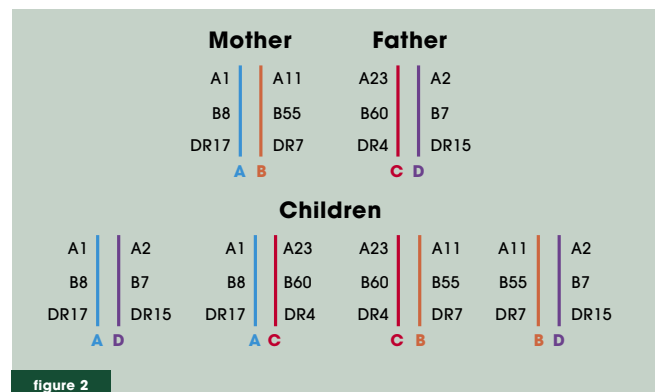 Mother Father
A1 A11 A23 A2
B8 B55 B60 B7
DR17 DR7 DR4 DR15
A B C D
Children
A1 A2 A1 A23 A23 A11 A11 A2
B8 B7 B8 B60 B60 B55 B55 B7
DR17 DR15 DR17 DR4 DR4 DR7 DR7 DR15
A D A C C B B D
figure 2